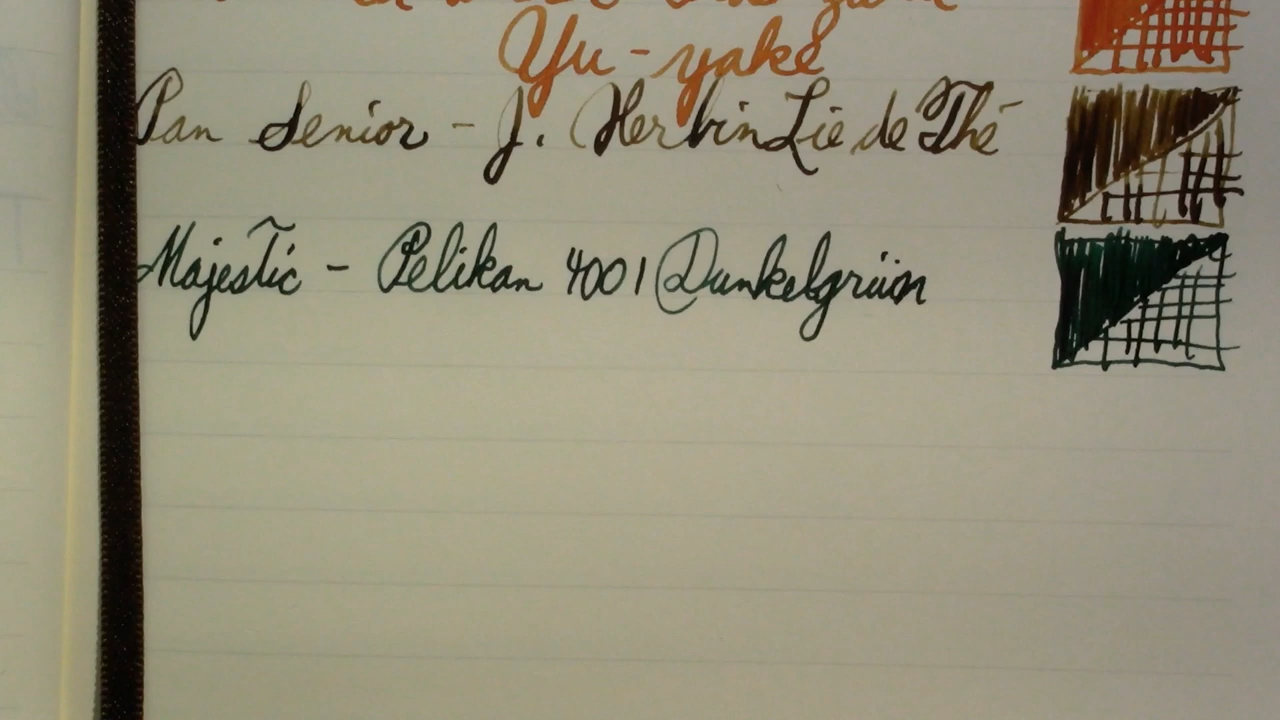 Yu-yake
Pan Senior - J. Herbin Lie de Thé
Majestic - Pelikan 4001 Dunkelgrün